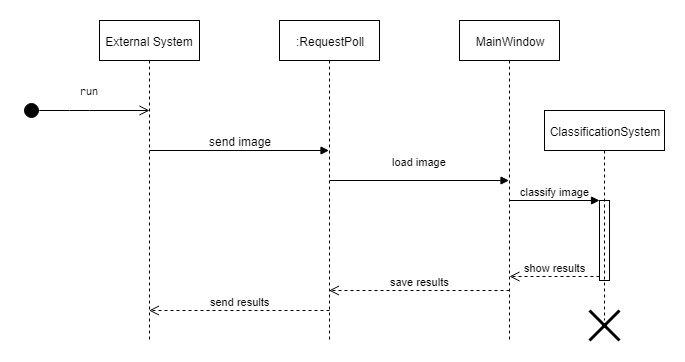 External System
:RequestPoll
MainWindow
run
ClassificationSystem
send image
load image
classify image
show results
save results
send results